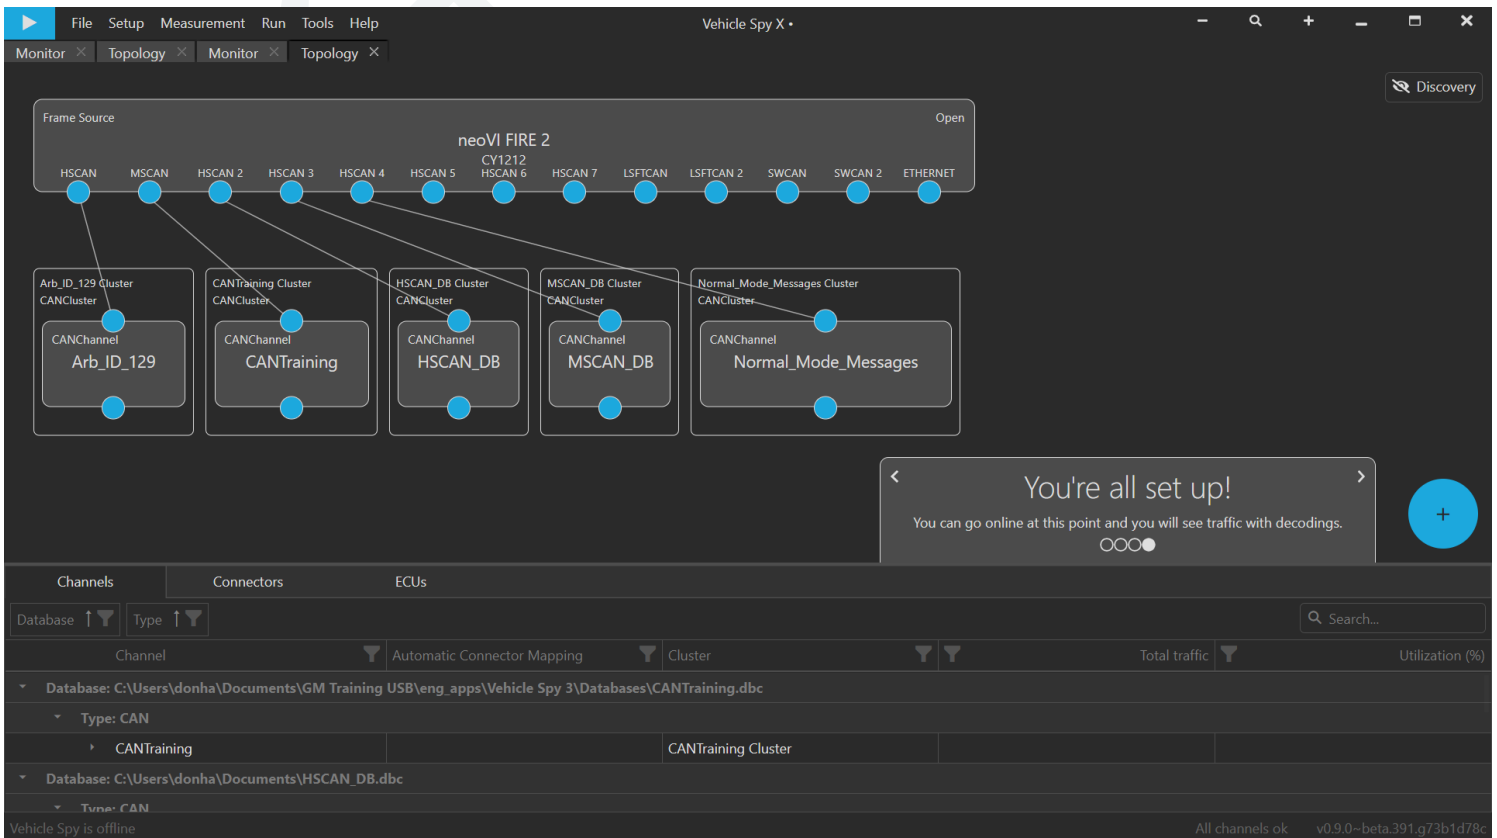 File Setup Measurement Run Tools Help
Vehicle Spy X •
Monitor Topology Monitor Topology
Discovery
Frame Source
Open
neoVI FIRE 2
CY1212
HSCAN MSCAN HSCAN 2 HSCAN 3 HSCAN 4 HSCAN 5 HSCAN 6 HSCAN 7 LSFTCAN LSFTCAN 2 SWCAN SWCAN 2 ETHERNET
Arb_ID_129 Cluster
CANCluster
CANChannel
Arb_ID_129
CANTraining Cluster
CANCluster
CANChannel
CANTraining
HSCAN_DB Cluster
CANCluster
CANChannel
HSCAN_DB
MSCAN_DB Cluster
CANCluster
CANChannel
MSCAN_DB
Normal_Mode_Messages Cluster
CANCluster
CANChannel
Normal_Mode_Messages
You're all set up!
You can go online at this point and you will see traffic with decodings.
Channels Connectors ECUs
Database Type
Search...
Channel Automatic Connector Mapping Cluster Total traffic Utilization (%)
Database: C:\Users\donha\Documents\GM Training USB\eng_apps\Vehicle Spy 3\Databases\CANTraining.dbc
Type: CAN
CANTraining CANTraining Cluster
Database: C:\Users\donha\Documents\HSCAN_DB.dbc
Type: CAN
Vehicle Spy is offline
All channels ok v0.9.0~beta.391.g73b1d78c